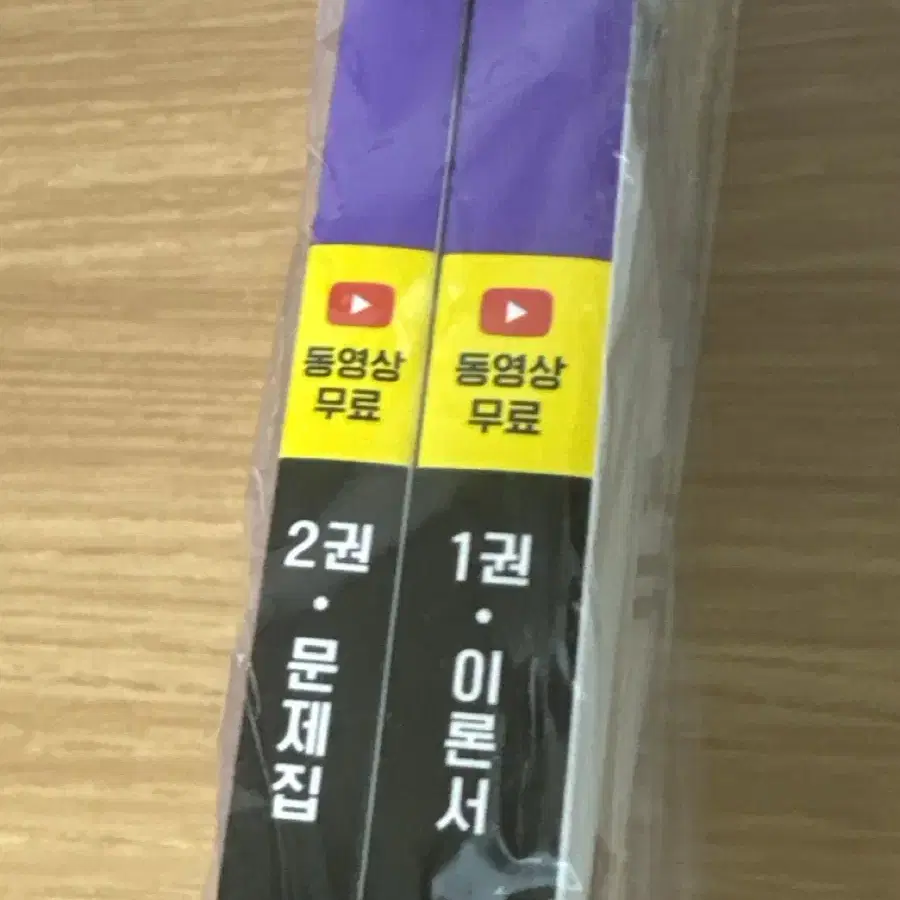 동영상
무료
2권 · 문제집
동영상
무료
1권 · 이론서